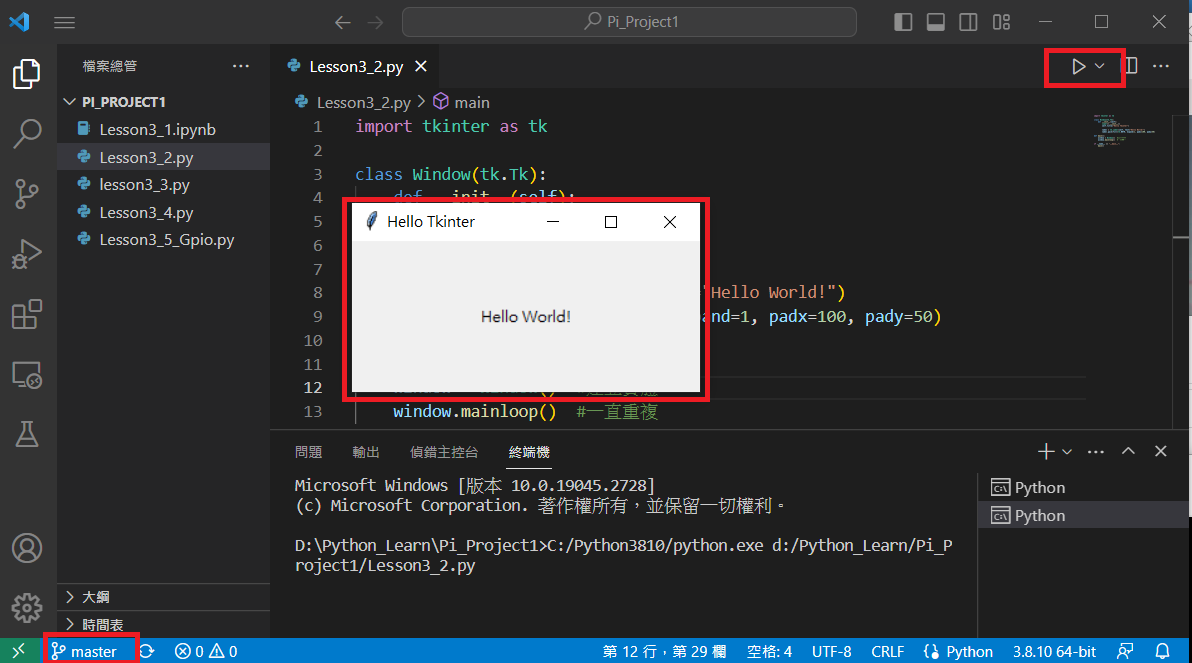 Pi_Project1
檔案總管
Lesson3_2.py
PI_PROJECT1
Lesson3_1.ipynb
Lesson3_2.py
lesson3_3.py
Lesson3_4.py
Lesson3_5_Gpio.py
大綱
時間表
Lesson3_2.py > main
1 import tkinter as tk
2
3 class Window(tk.Tk):
4 def __init__(self):
5
6
7
8 "Hello World!")
9 and=1, padx=100, pady=50)
10
11
12
13 window.mainloop() #一直重複
Hello Tkinter
Hello World!
問題 輸出 偵錯主控台 終端機
Microsoft Windows [版本 10.0.19045.2728]
(c) Microsoft Corporation. 著作權所有，並保留一切權利。
D:\Python_Learn\Pi_Project1>C:/Python3810/python.exe d:/Python_Learn/Pi_P
roject1/Lesson3_2.py
Python
Python
master 0 0 第 12 行，第 29 欄 空格: 4 UTF-8 CRLF Python 3.8.10 64-bit